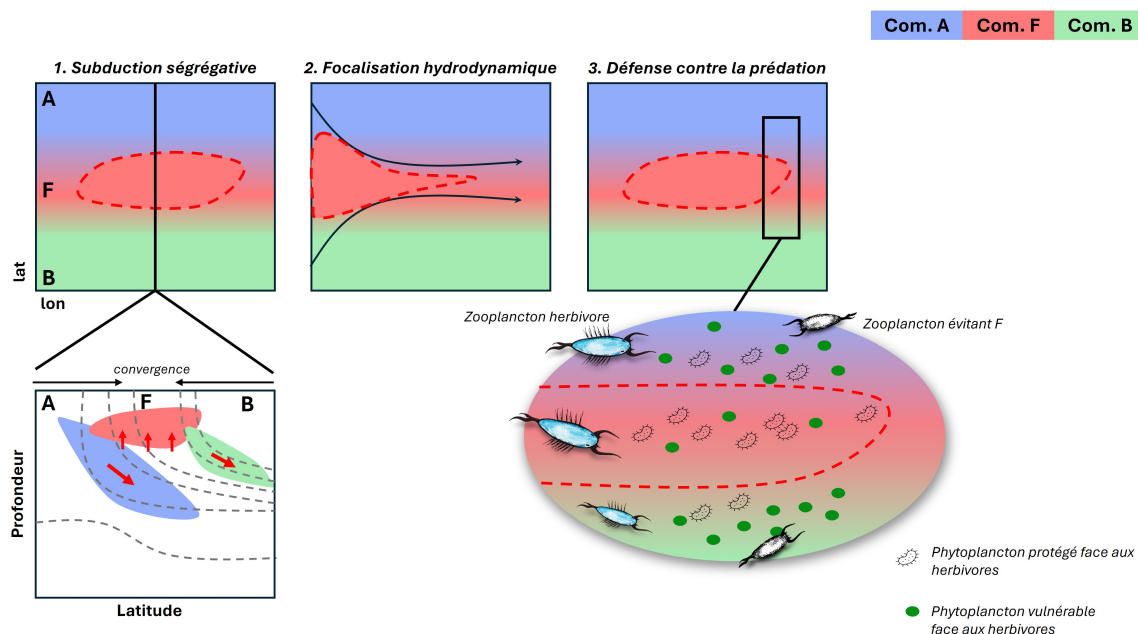 Com. A
Com. F
Com. B
1. Subduction ségrégative
2. Focalisation hydrodynamique
3. Défense contre la prédation
A
F
B
lat
lon
Zooplancton herbivore
Zooplancton évitant F
convergence
A
F
B
Profondeur
Latitude
Phytoplancton protégé face aux
herbivores
Phytoplancton vulnérable
face aux herbivores